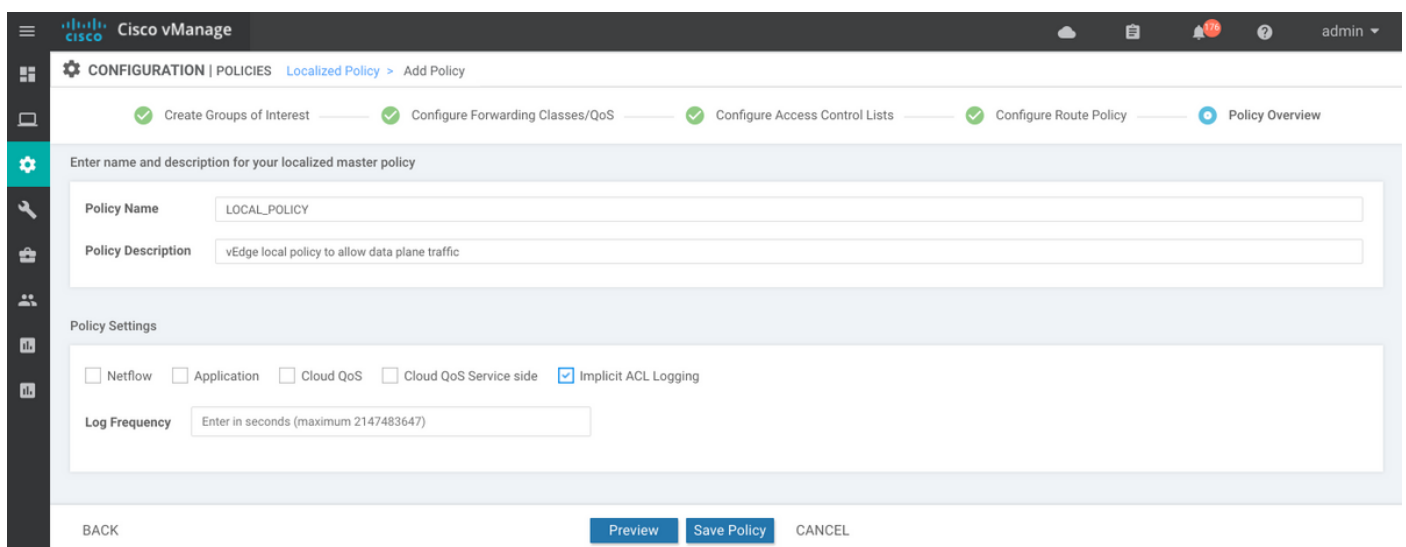 cisco Cisco vManage 176 admin
CONFIGURATION | POLICIES Localized Policy > Add Policy
Create Groups of Interest Configure Forwarding Classes/QoS Configure Access Control Lists Configure Route Policy Policy Overview
Enter name and description for your localized master policy
Policy Name LOCAL_POLICY
Policy Description vEdge local policy to allow data plane traffic
Policy Settings
Netflow Application Cloud QoS Cloud QoS Service side Implicit ACL Logging
Log Frequency Enter in seconds (maximum 2147483647)
BACK Preview Save Policy CANCEL